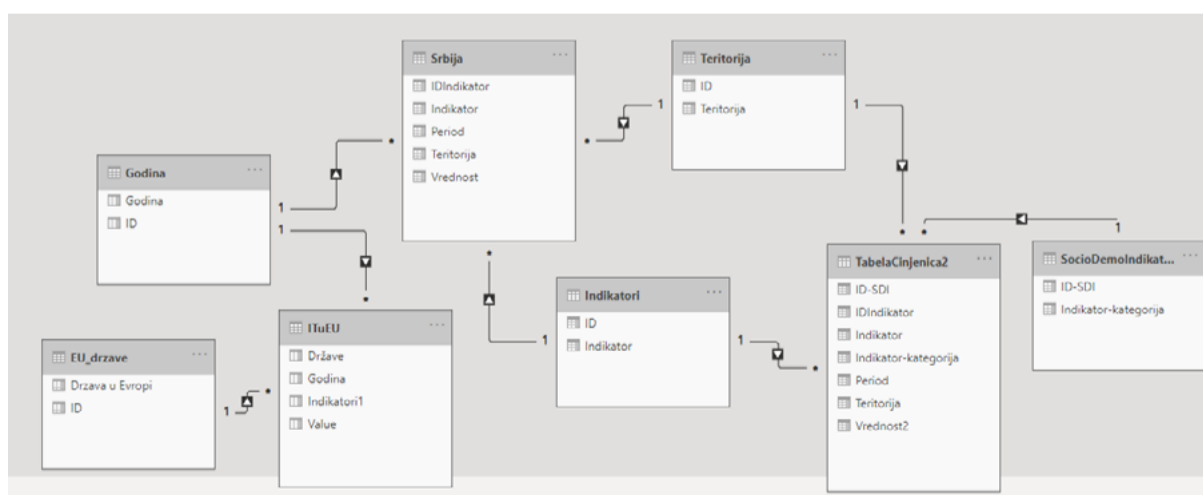 Srbija
IDIndikator
Indikator
Period
Teritorija
Vrednost
Teritorija
ID
Teritorija
Godina
Godina
ID
1
*
*
1
1
1
*
*
*
*
1
TabelaCinjenica2
ID-SDI
IDIndikator
Indikator
Indikator-kategorija
Period
Teritorija
Vrednost2
SocioDemoIndikat...
ID-SDI
Indikator-kategorija
Indikatori
ID
Indikator
1
1
*
ITuEU
Države
Godina
Indikatori1
Value
EU_drzave
Drzava u Evropi
ID
1
*